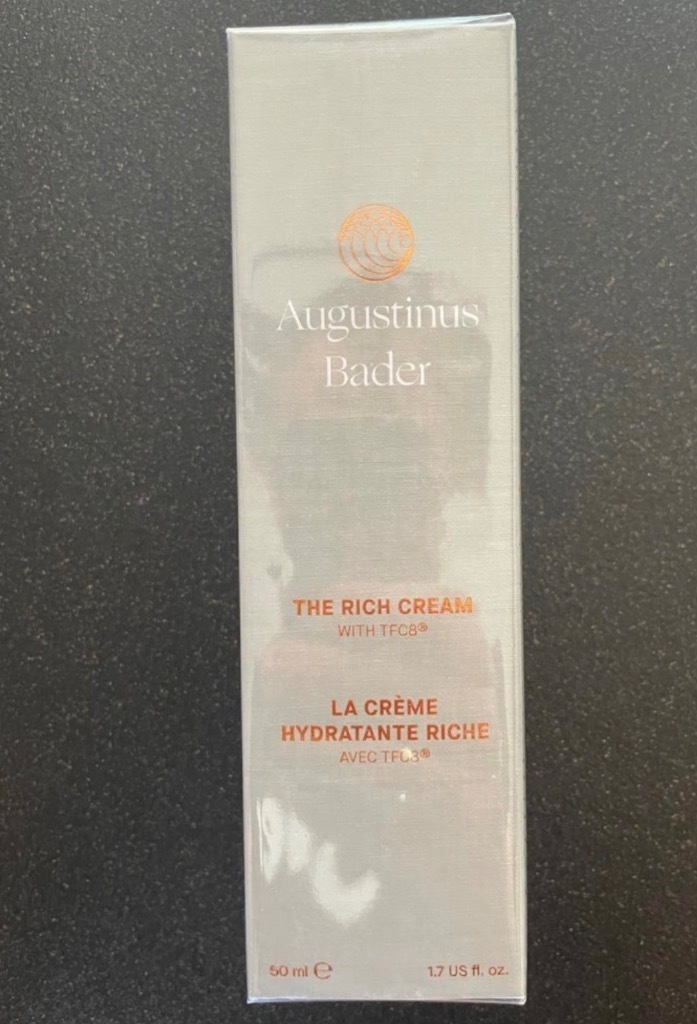 Augustinus
Bader
THE RICH CREAM
WITH TFC8®
LA CRÈME
HYDRATANTE RICHE
AVEC TFC8®
50 ml ℮
1.7 US fl. oz.